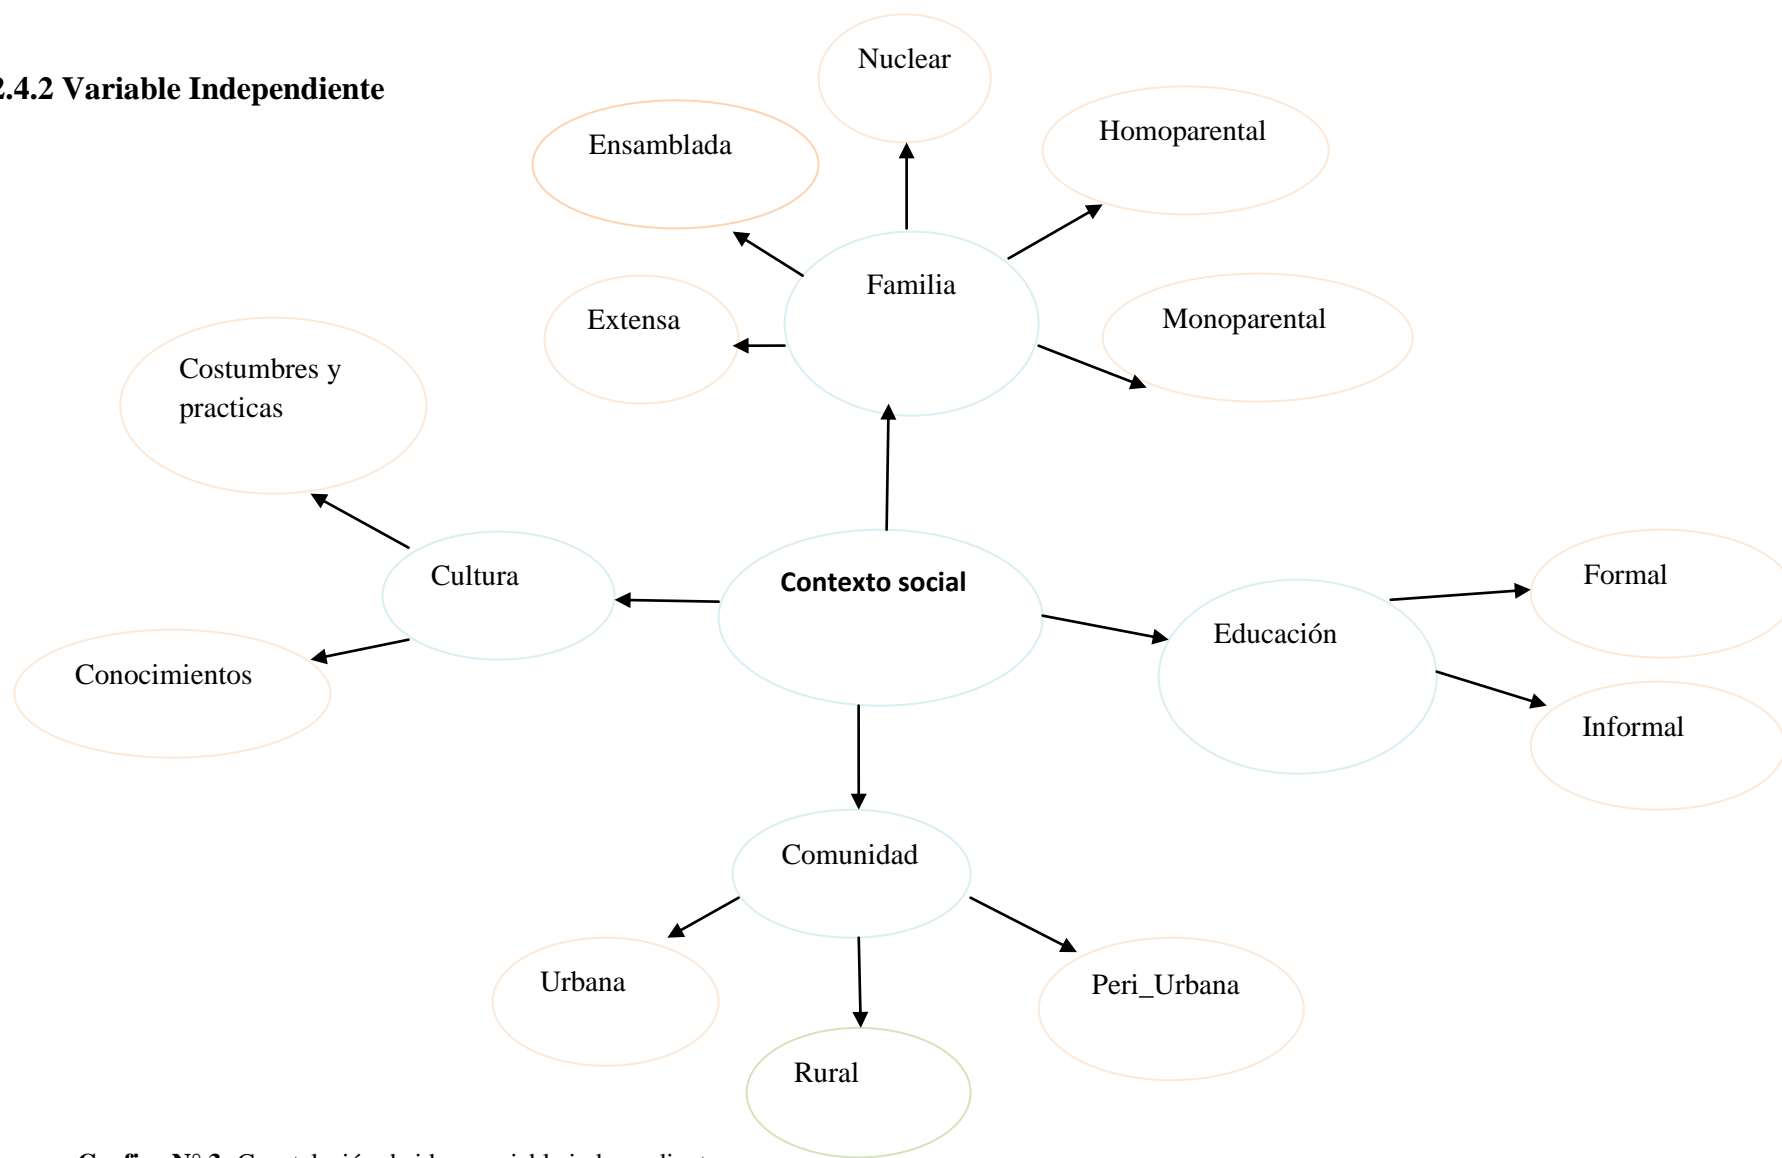 2.4.2 Variable Independiente
Nuclear
Ensamblada
Homoparental
Familia
Extensa
Monoparental
Costumbres y
practicas
Cultura
Contexto social
Formal
Educación
Conocimientos
Informal
Comunidad
Urbana
Peri_Urbana
Rural